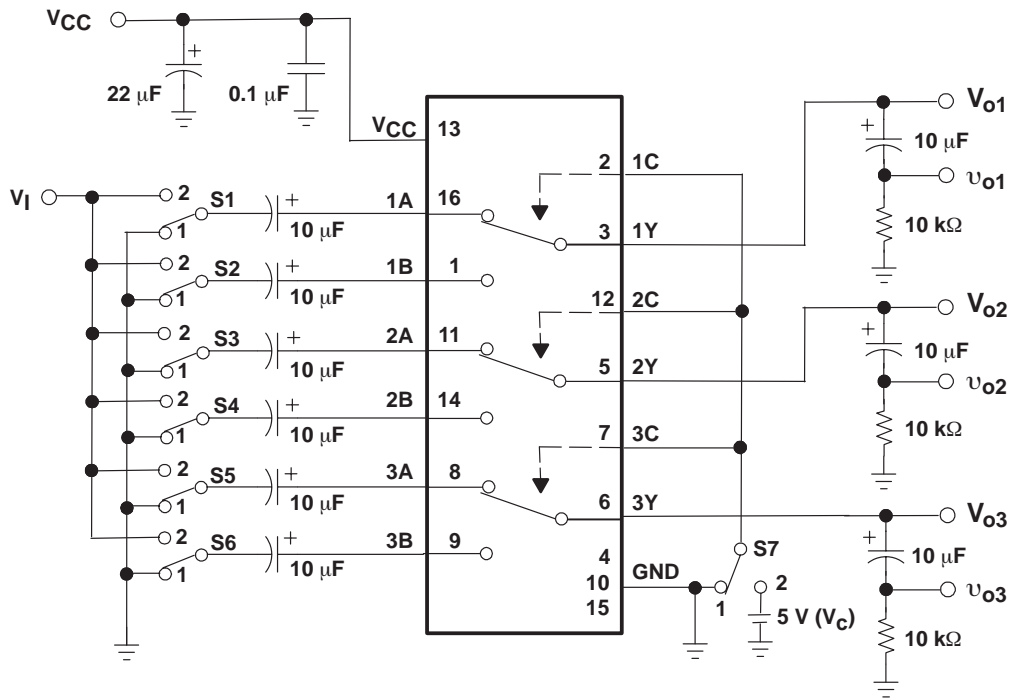 VCC
+
22 μF
0.1 μF
VCC
13
VI
2
S1
1
+
10 μF
1A
16
2
S2
1
+
10 μF
1B
1
2
S3
1
+
10 μF
2A
11
2
S4
1
+
10 μF
2B
14
2
S5
1
+
10 μF
3A
8
2
S6
1
+
10 μF
3B
9
2
1C
3
1Y
12
2C
5
2Y
7
3C
6
3Y
4
10
15
GND
S7
1
2
5 V (VC)
Vo1
+
10 μF
υo1
10 kΩ
Vo2
+
10 μF
υo2
10 kΩ
Vo3
+
10 μF
υo3
10 kΩ